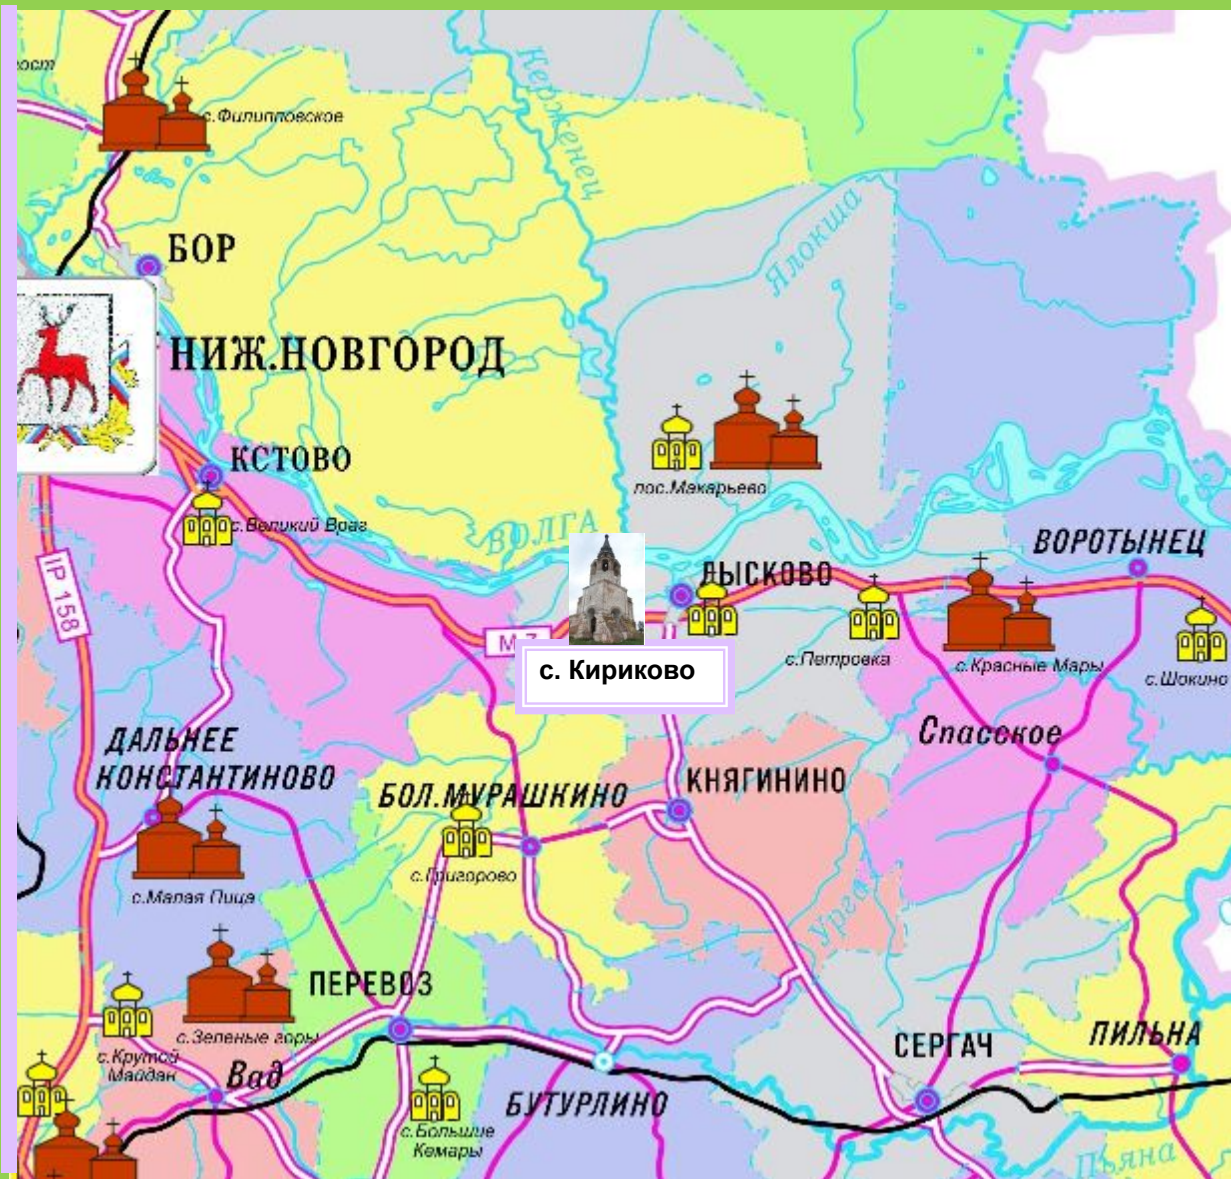 ост
с.Филипповское
Керженец
БОР
Ялокша
НИЖ.НОВГОРОД
КСТОВО
пос.Макарьево
с.Великий Враг
ВОЛГА
ВОРОТЫНЕЦ
IP 158
ЛЫСКОВО
М 7
с.Петровка
с.Красные Мары
с.Шокино
с. Кириково
Спасское
ДАЛЬНЕЕ
КОНСТАНТИНОВО
БОЛ.МУРАШКИНО
КНЯГИНИНО
с.Григорово
с.Малая Пица
Урга
ПЕРЕВОЗ
с.Зеленые горы
СЕРГАЧ
ПИЛЬНА
с.Крутой
Майдан
Вад
БУТУРЛИНО
с.Большие
Кемары
Пьяна